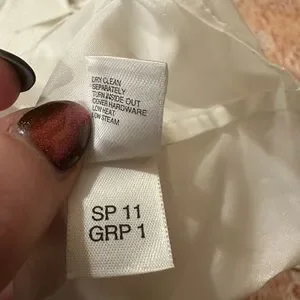 DRY CLEAN
SEPARATELY
TURN INSIDE OUT
COVER HARDWARE
LOW HEAT
LOW STEAM
SP 11
GRP 1